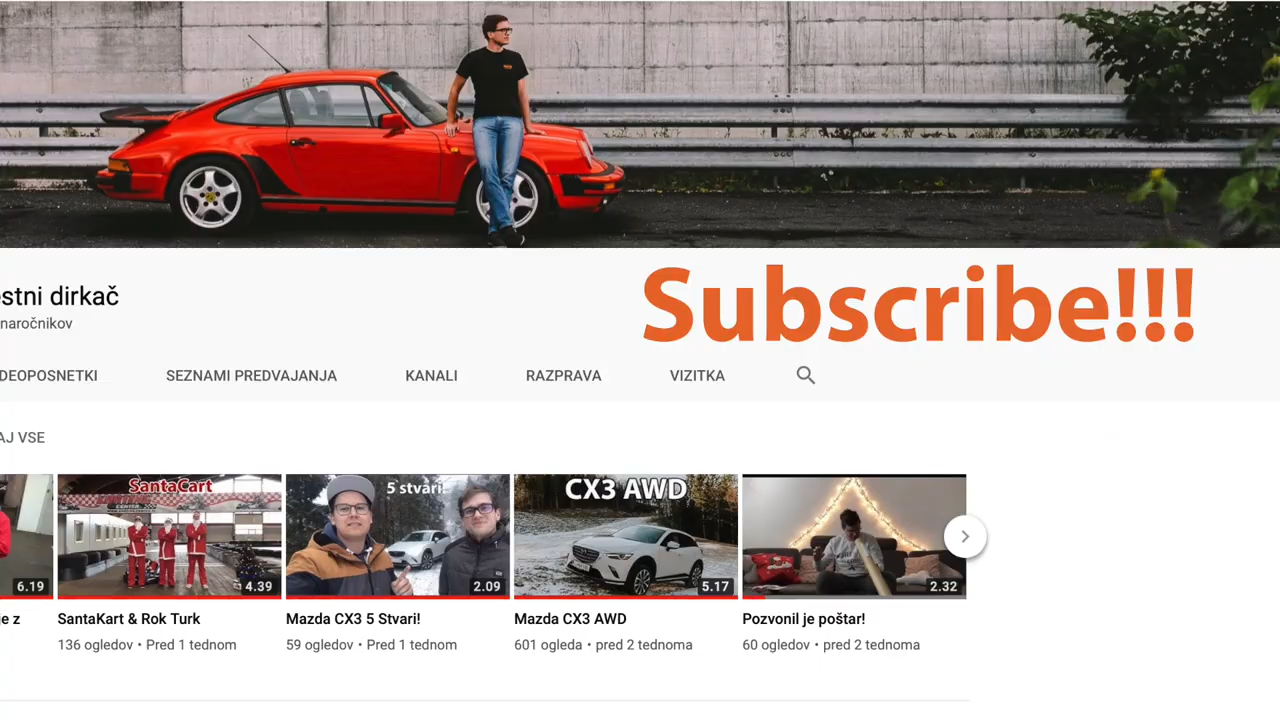 estni dirkač
naročnikov
Subscribe!!!
DEOPOSNETKI
SEZNAMI PREDVAJANJA
KANALI
RAZPRAVA
VIZITKA
AJ VSE
SantaCart
5 stvari!
CX3 AWD
6.19
4.39
2.09
5.17
2.32
e z
SantaKart & Rok Turk
Mazda CX3 5 Stvari!
Mazda CX3 AWD
Pozvonil je poštar!
136 ogledov • Pred 1 tednom
59 ogledov • Pred 1 tednom
601 ogleda • pred 2 tednoma
60 ogledov • pred 2 tednoma